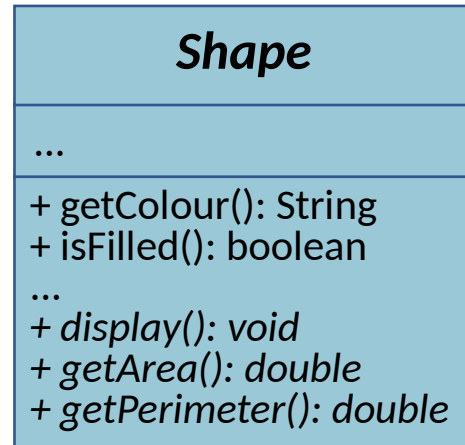 Shape
...
+ getColour(): String
+ isFilled(): boolean
...
+ display(): void
+ getArea(): double
+ getPerimeter(): double